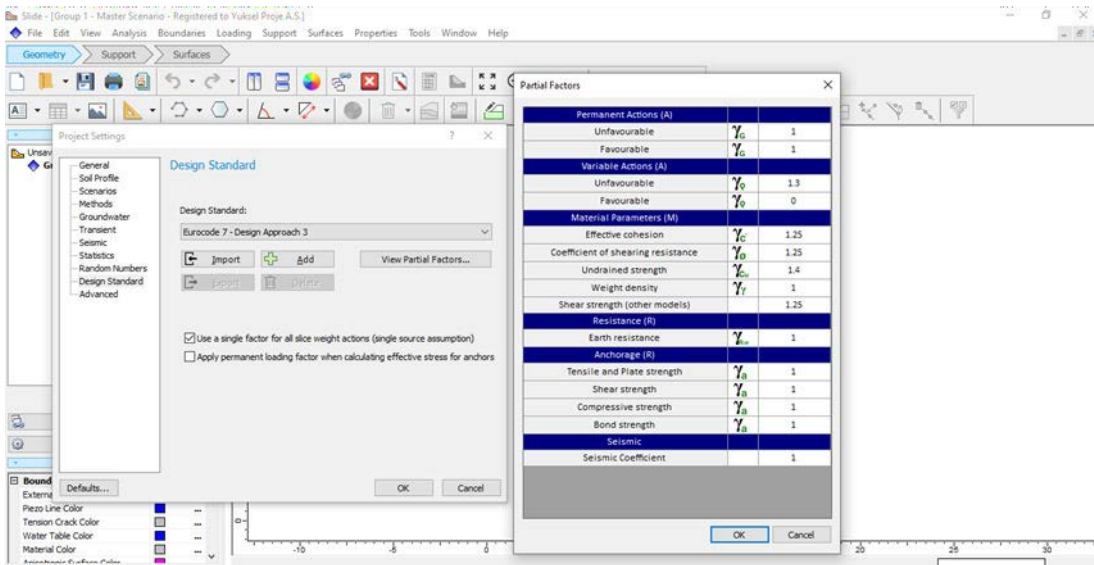 Slide - [Group 1 - Master Scenario - Registered to Yuksel Proje A.S.]
File Edit View Analysis Boundaries Loading Support Surfaces Properties Tools Window Help
Geometry Support Surfaces
Project Settings
Unsav
Gr
General
Soil Profile
Scenarios
Methods
Groundwater
Transient
Seismic
Statistics
Random Numbers
Design Standard
Advanced
Design Standard
Design Standard:
Eurocode 7 - Design Approach 3
Import Add View Partial Factors...
Export Delete
Use a single factor for all slice weight actions (single source assumption)
Apply permanent loading factor when calculating effective stress for anchors
Defaults... OK Cancel
Partial Factors
Permanent Actions (A)
Unfavourable γG 1
Favourable γG 1
Variable Actions (A)
Unfavourable γQ 1.3
Favourable γQ 0
Material Parameters (M)
Effective cohesion γc' 1.25
Coefficient of shearing resistance γø 1.25
Undrained strength γCu 1.4
Weight density γγ 1
Shear strength (other models) 1.25
Resistance (R)
Earth resistance γ 1
Anchorage (R)
Tensile and Plate strength γa 1
Shear strength γa 1
Compressive strength γa 1
Bond strength γa 1
Seismic
Seismic Coefficient 1
OK Cancel
Bound
Externa
Piezo Line Color
Tension Crack Color
Water Table Color
Material Color
0
-10 -5 0 20 25 30